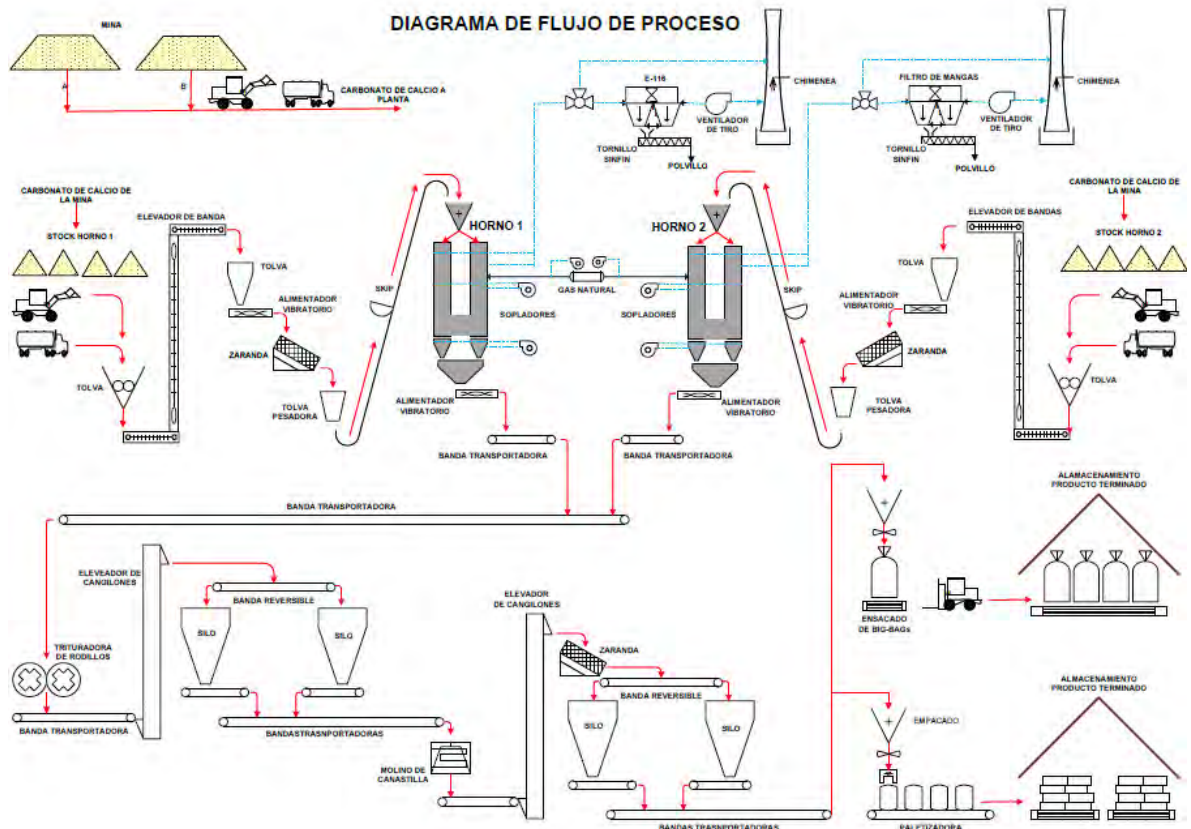 DIAGRAMA DE FLUJO DE PROCESO
MINA
A
B
CARBONATO DE CALCIO A
PLANTA
E-116
CHIMENEA
VENTILADOR
DE TIRO
TORNILLO
SINFIN
POLVILLO
FILTRO DE MANGAS
CHIMENEA
VENTILADOR
DE TIRO
TORNILLO
SINFIN
POLVILLO
CARBONATO DE CALCIO DE
LA MINA
STOCK HORNO 1
ELEVADOR DE BANDA
TOLVA
ALIMENTADOR
VIBRATORIO
ZARANDA
TOLVA
TOLVA
PESADORA
SKIP
HORNO 1
GAS NATURAL
SOPLADORES
SOPLADORES
HORNO 2
SKIP
ALIMENTADOR
VIBRATORIO
ALIMENTADOR
VIBRATORIO
BANDA TRANSPORTADORA
BANDA TRANSPORTADORA
CARBONATO DE CALCIO DE
LA MINA
ELEVADOR DE BANDAS
STOCK HORNO 2
TOLVA
ALIMENTADOR
VIBRATORIO
ZARANDA
TOLVA
TOLVA
PESADORA
BANDA TRANSPORTADORA
ELEVEADOR DE
CANGILONES
BANDA REVERSIBLE
SILO
SILO
TRITURADORA
DE RODILLOS
BANDA TRANSPORTADORA
BANDASTRASNPORTADORAS
MOLINO DE
CANASTILLA
ELEVADOR
DE CANGILONES
ZARANDA
BANDA REVERSIBLE
SILO
SILO
BANDAS TRASNPORTADORAS
ENSACADO
DE BIG-BAGs
ALAMACENAMIENTO
PRODUCTO TERMINADO
EMPACADO
PALETIZADORA
ALMACENAMIENTO
PRODUCTO TERMINADO